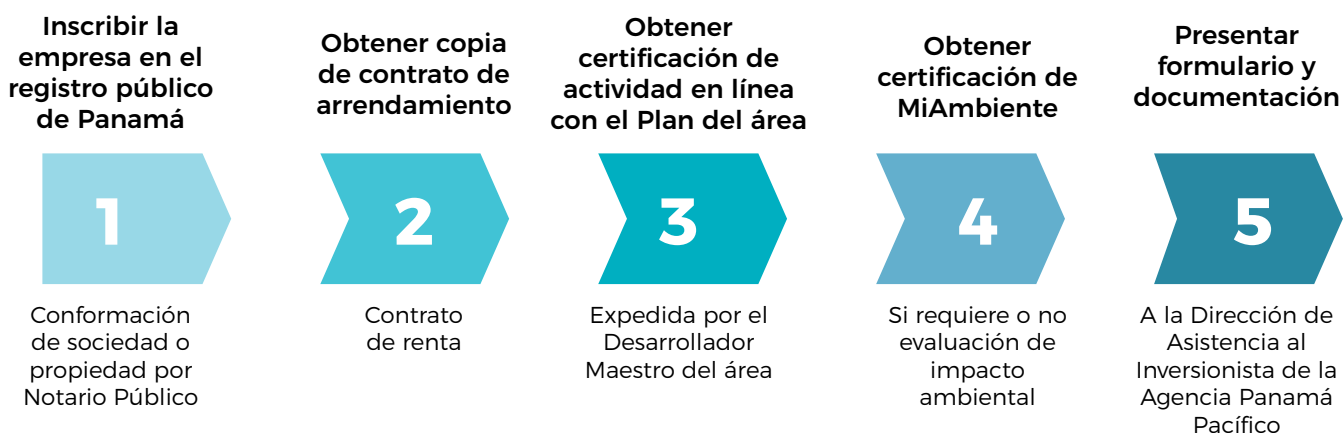 Inscribir la
empresa en el
registro público
de Panamá
1
Conformación
de sociedad o
propiedad por
Notario Público
Obtener copia
de contrato de
arrendamiento
2
Contrato
de renta
Obtener
certificación de
actividad en línea
con el Plan del área
3
Expedida por el
Desarrollador
Maestro del área
Obtener
certificación de
MiAmbiente
4
Si requiere o no
evaluación de
impacto
ambiental
Presentar
formulario y
documentación
5
A la Dirección de
Asistencia al
Inversionista de la
Agencia Panamá
Pacífico